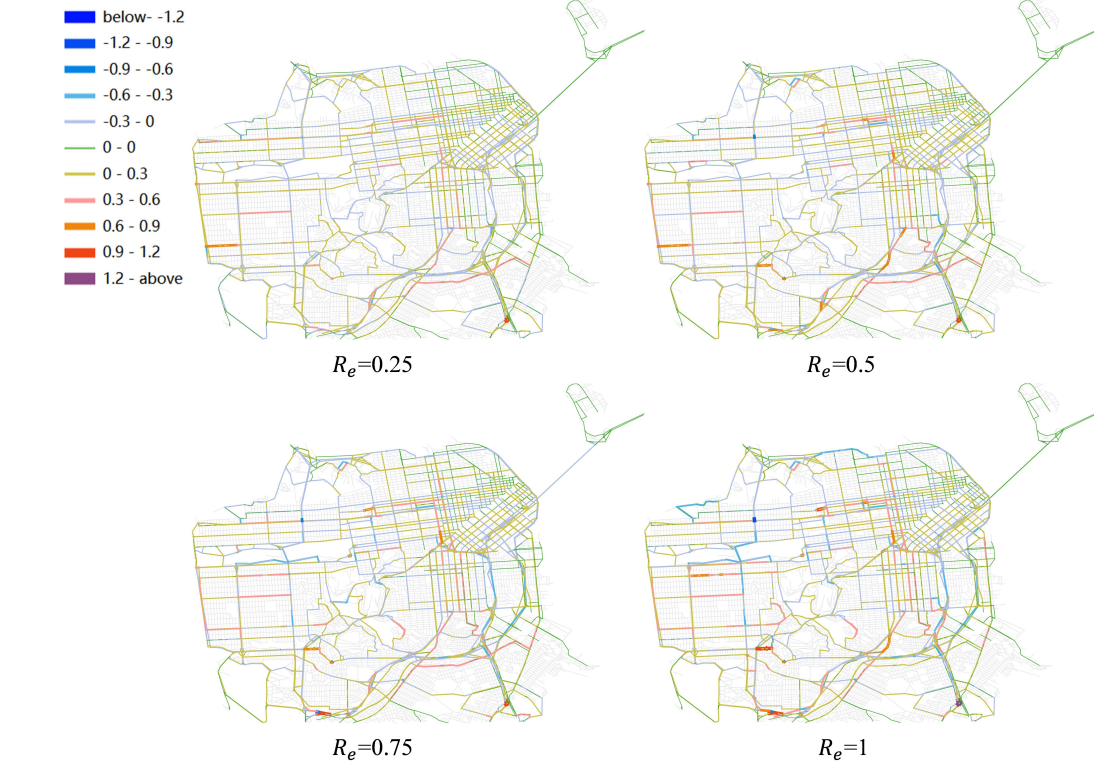 below- -1.2
-1.2 - -0.9
-0.9 - -0.6
-0.6 - -0.3
-0.3 - 0
0 - 0
0 - 0.3
0.3 - 0.6
0.6 - 0.9
0.9 - 1.2
1.2 - above
Re=0.25
Re=0.5
Re=0.75
Re=1